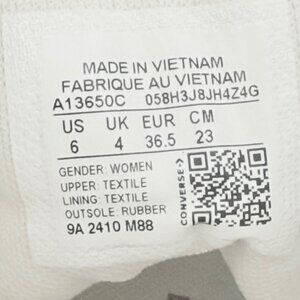 MADE IN VIETNAM
FABRIQUE AU VIETNAM
A13650C 058H3J8JH4Z4G
US UK EUR CM
6 4 36.5 23
GENDER: WOMEN
UPPER: TEXTILE
LINING: TEXTILE
OUTSOLE: RUBBER
9A 2410 M88
CONVERSE